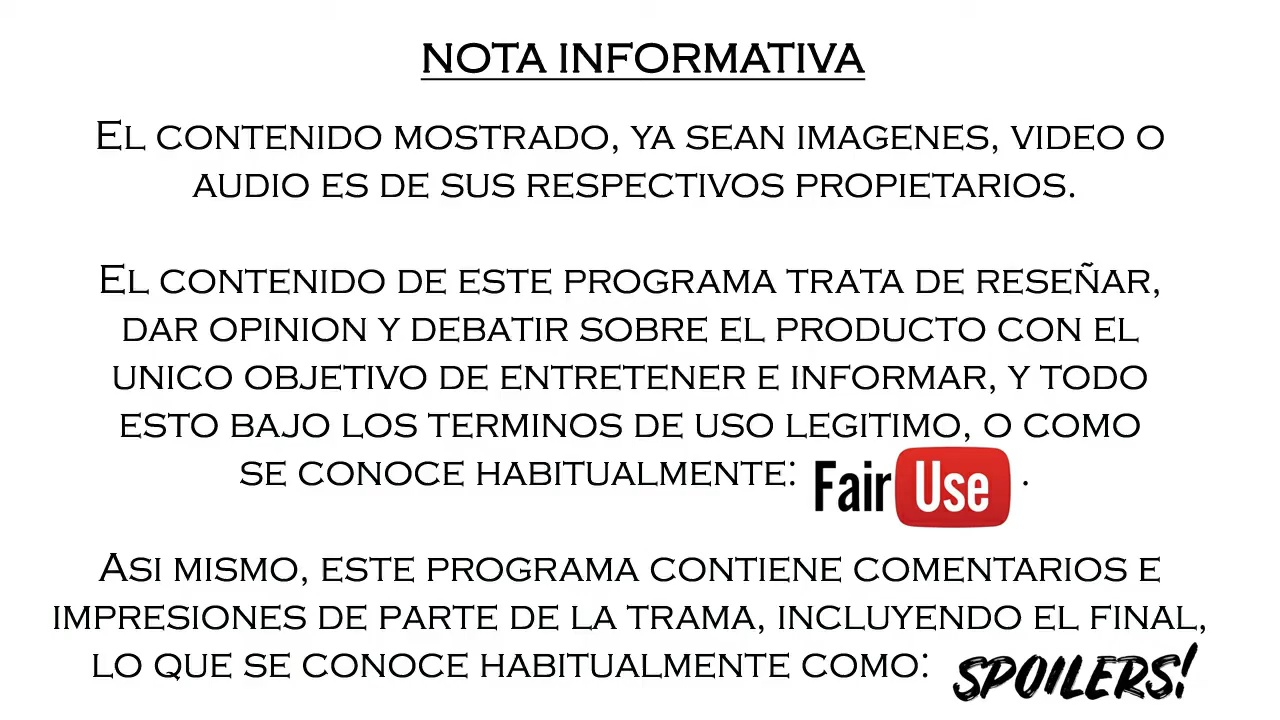 NOTA INFORMATIVA
EL CONTENIDO MOSTRADO, YA SEAN IMAGENES, VIDEO O
AUDIO ES DE SUS RESPECTIVOS PROPIETARIOS.
EL CONTENIDO DE ESTE PROGRAMA TRATA DE RESEÑAR,
DAR OPINION Y DEBATIR SOBRE EL PRODUCTO CON EL
UNICO OBJETIVO DE ENTRETENER E INFORMAR, Y TODO
ESTO BAJO LOS TERMINOS DE USO LEGITIMO, O COMO
SE CONOCE HABITUALMENTE: Fair Use .
ASI MISMO, ESTE PROGRAMA CONTIENE COMENTARIOS E
IMPRESIONES DE PARTE DE LA TRAMA, INCLUYENDO EL FINAL,
LO QUE SE CONOCE HABITUALMENTE COMO: SPOILERS!